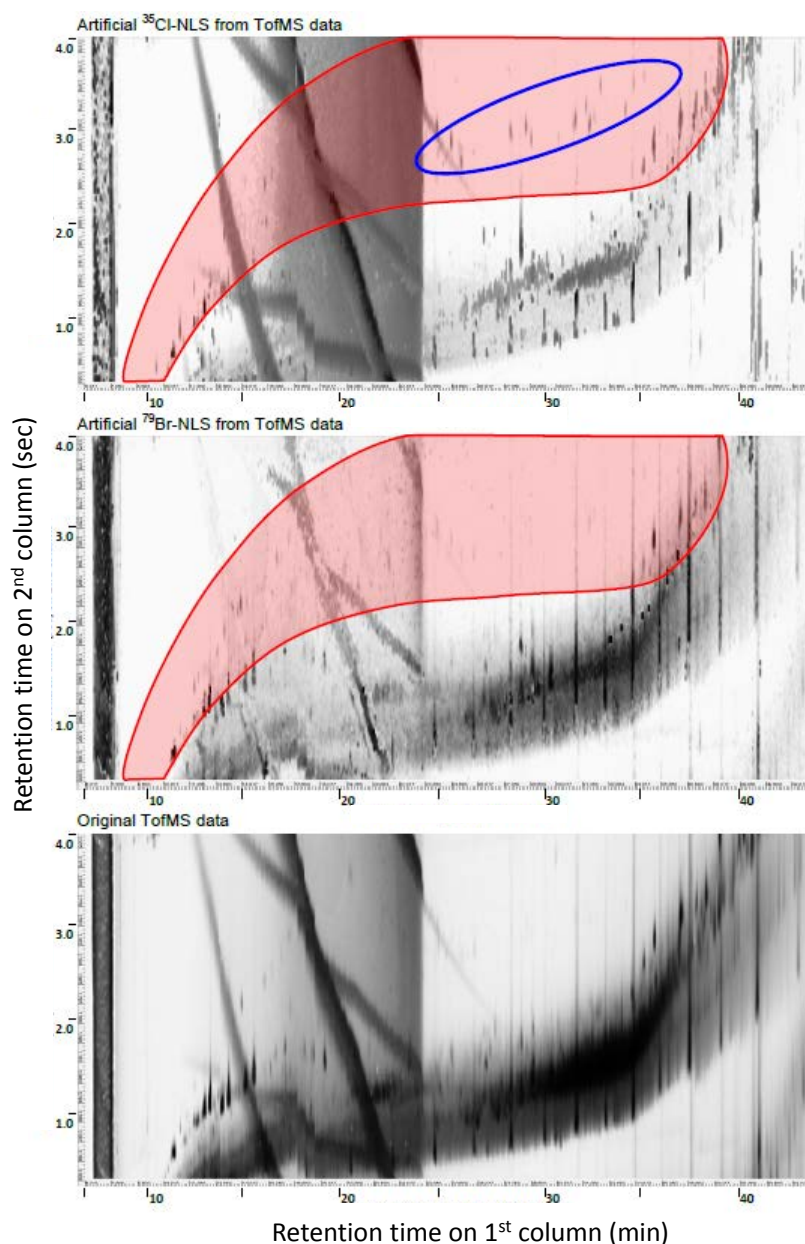 Artificial ³⁵Cl-NLS from TofMS data
4.0
3.0
2.0
1.0
10 20 30 40
Artificial ⁷⁹Br-NLS from TofMS data
4.0
3.0
2.0
1.0
10 20 30 40
Original TofMS data
4.0
3.0
2.0
1.0
10 20 30 40
Retention time on 2ⁿᵈ column (sec)
Retention time on 1ˢᵗ column (min)